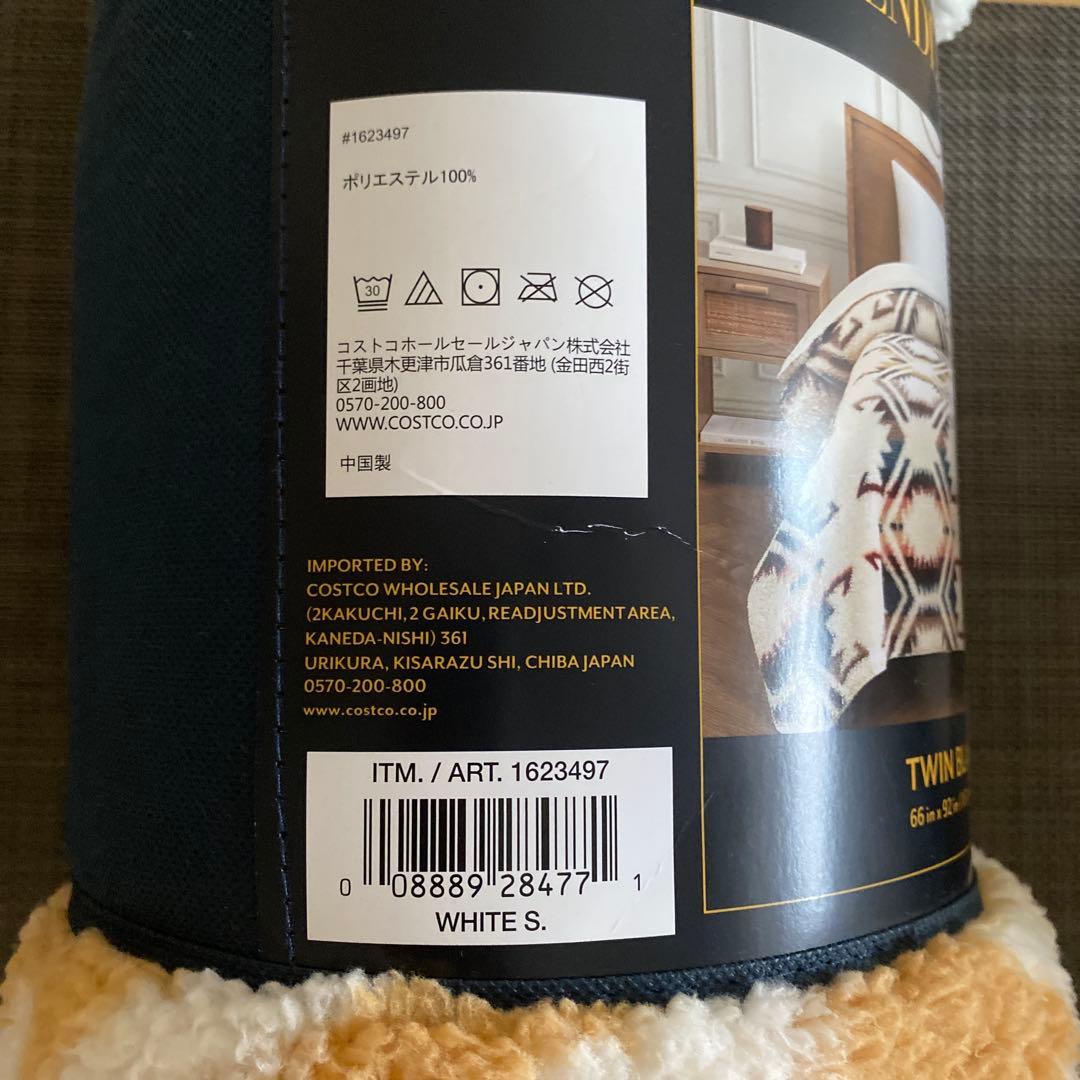 #1623497
ポリエステル100%
30
コストコホールセールジャパン株式会社
千葉県木更津市瓜倉361番地 (金田西2街
区2画地)
0570-200-800
WWW.COSTCO.CO.JP
中国製
IMPORTED BY:
COSTCO WHOLESALE JAPAN LTD.
(2KAKUCHI, 2 GAIKU, READJUSTMENT AREA,
KANEDA-NISHI) 361
URIKURA, KISARAZU SHI, CHIBA JAPAN
0570-200-800
www.costco.co.jp
ITM. / ART. 1623497
0 08889 28477 1
WHITE S.
TWIN
66 in x 92